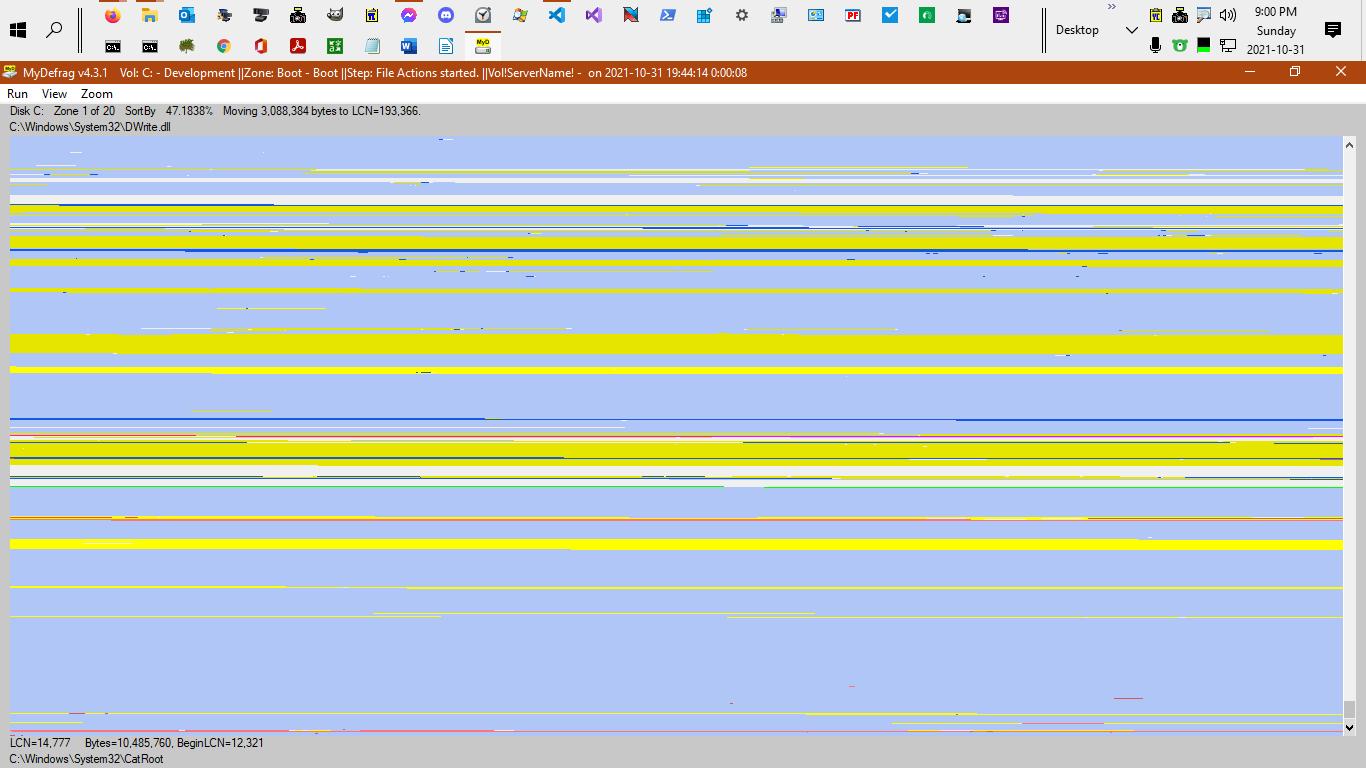 9:00 PM
Desktop
Sunday
2021-10-31
MyDefrag v4.3.1 Vol: C: - Development ||Zone: Boot - Boot ||Step: File Actions started. ||Vol!ServerName! - on 2021-10-31 19:44:14 0:00:08
Run View Zoom
Disk C: Zone 1 of 20 SortBy 47.1838% Moving 3,088,384 bytes to LCN=193,366.
C:\Windows\System32\DWrite.dll
LCN=14,777 Bytes=10,485,760, BeginLCN=12,321
C:\Windows\System32\CatRoot